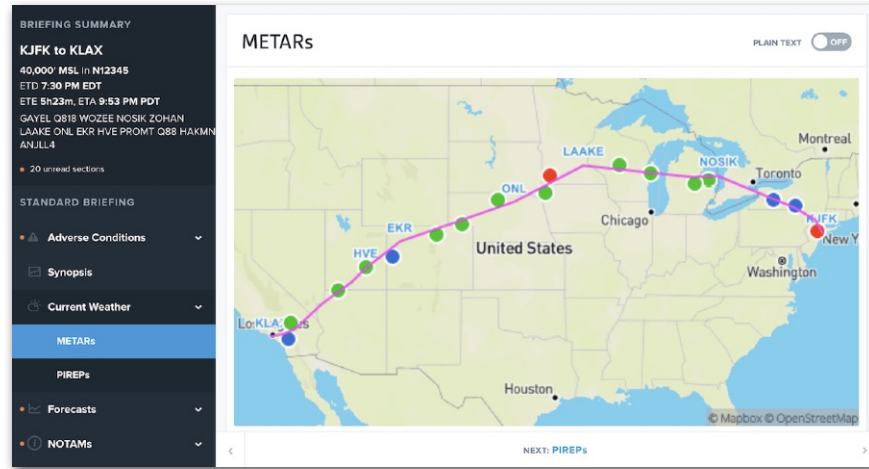 BRIEFING SUMMARY
KJFK to KLAX
40,000' MSL in N12345
ETD 7:30 PM EDT
ETE 5h23m, ETA 9:53 PM PDT
GAYEL Q818 WOZEE NOSIK ZOHAN
LAAKE ONL EKR HVE PROMT Q88 HAKMN
ANJLL4
20 unread sections
STANDARD BRIEFING
Adverse Conditions
Synopsis
Current Weather
METARs
PIREPs
Forecasts
NOTAMs
METARs
PLAIN TEXT OFF
Montreal
LAAKE
NOSIK
Toronto
ONL
Chicago
KJFK
New Y
EKR
United States
HVE
Washington
KLA
Houston
© Mapbox © OpenStreetMap
NEXT: PIREPs